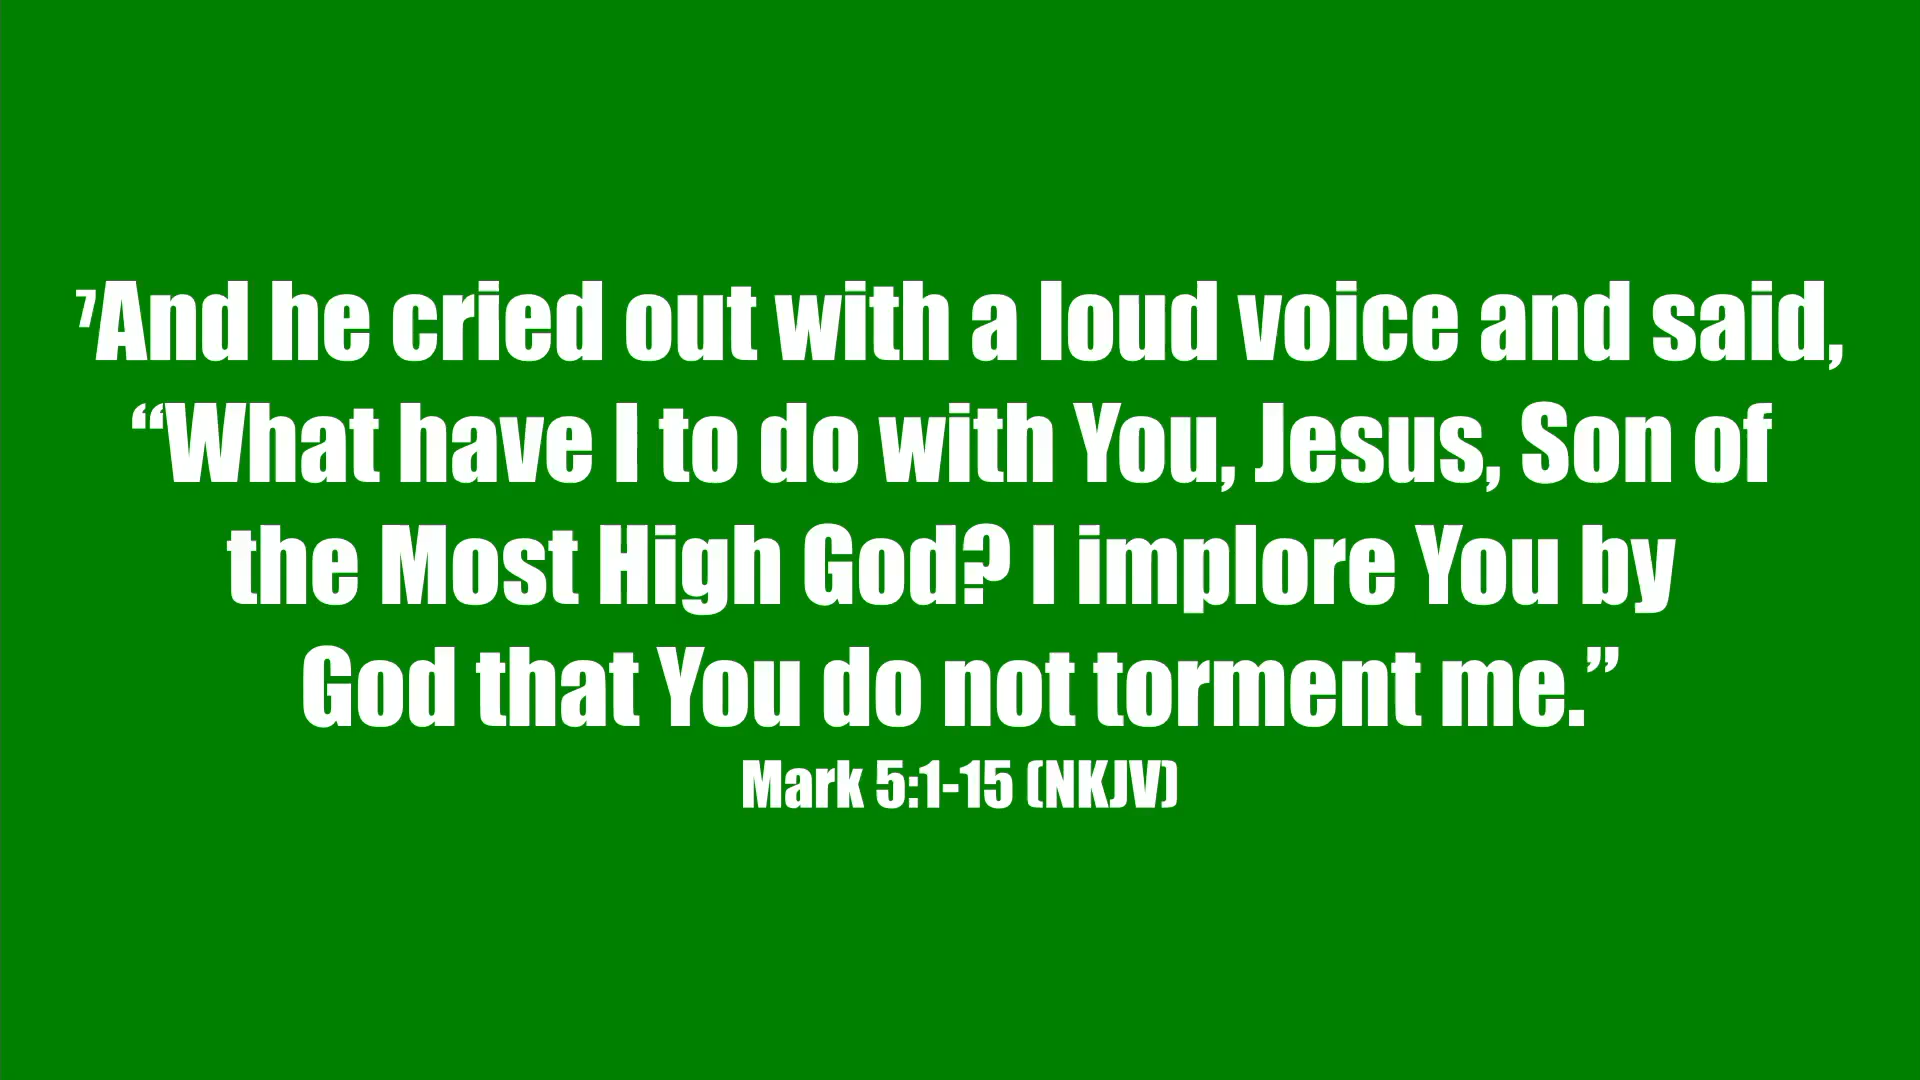 ⁷And he cried out with a loud voice and said,
“What have I to do with You, Jesus, Son of
the Most High God? I implore You by
God that You do not torment me.”
Mark 5:1-15 (NKJV)